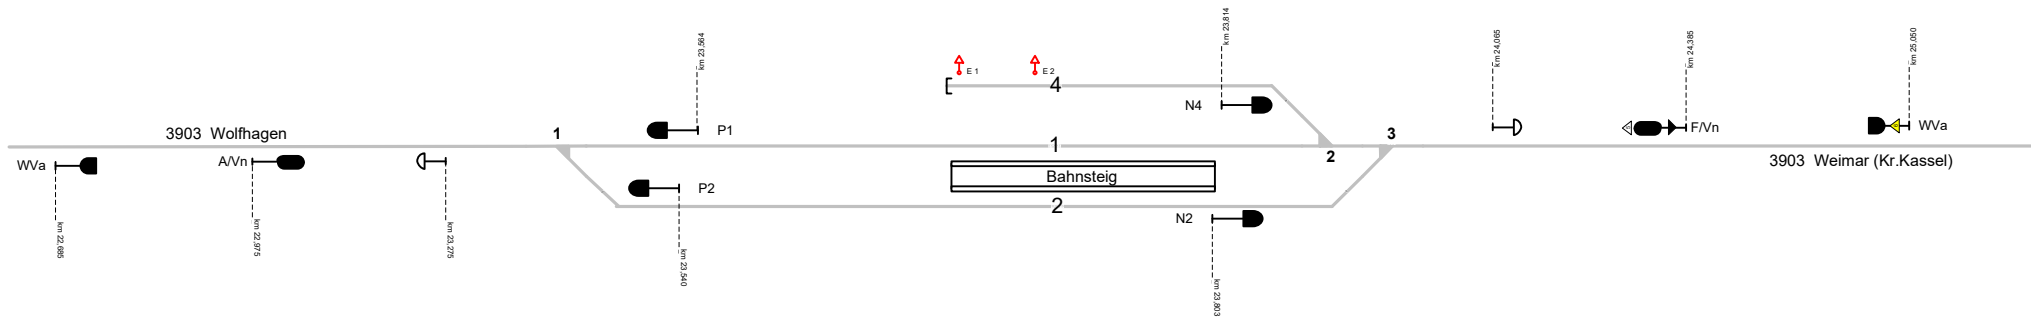 3903 Wolfhagen
WVa
km 22,685
A/Vn
km 22,975
km 23,275
1
km 23,564
P1
P2
km 23,540
E 1
E 2
4
1
Bahnsteig
2
km 23,814
N4
N2
km 23,803
2
3
km 24,065
F/Vn
km 24,385
WVa
km 25,050
3903 Weimar (Kr.Kassel)